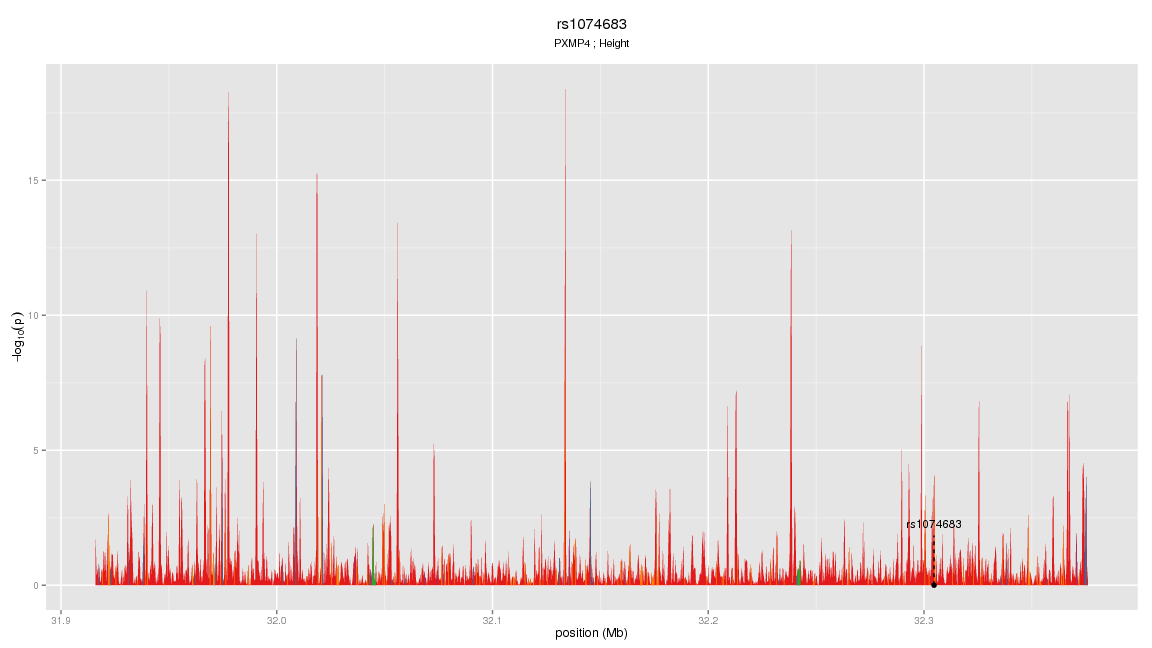 rs1074683
PXMP4 ; Height
15
10
5
0
−log10(p)
rs1074683
31.9 32.0 32.1 32.2 32.3
position (Mb)